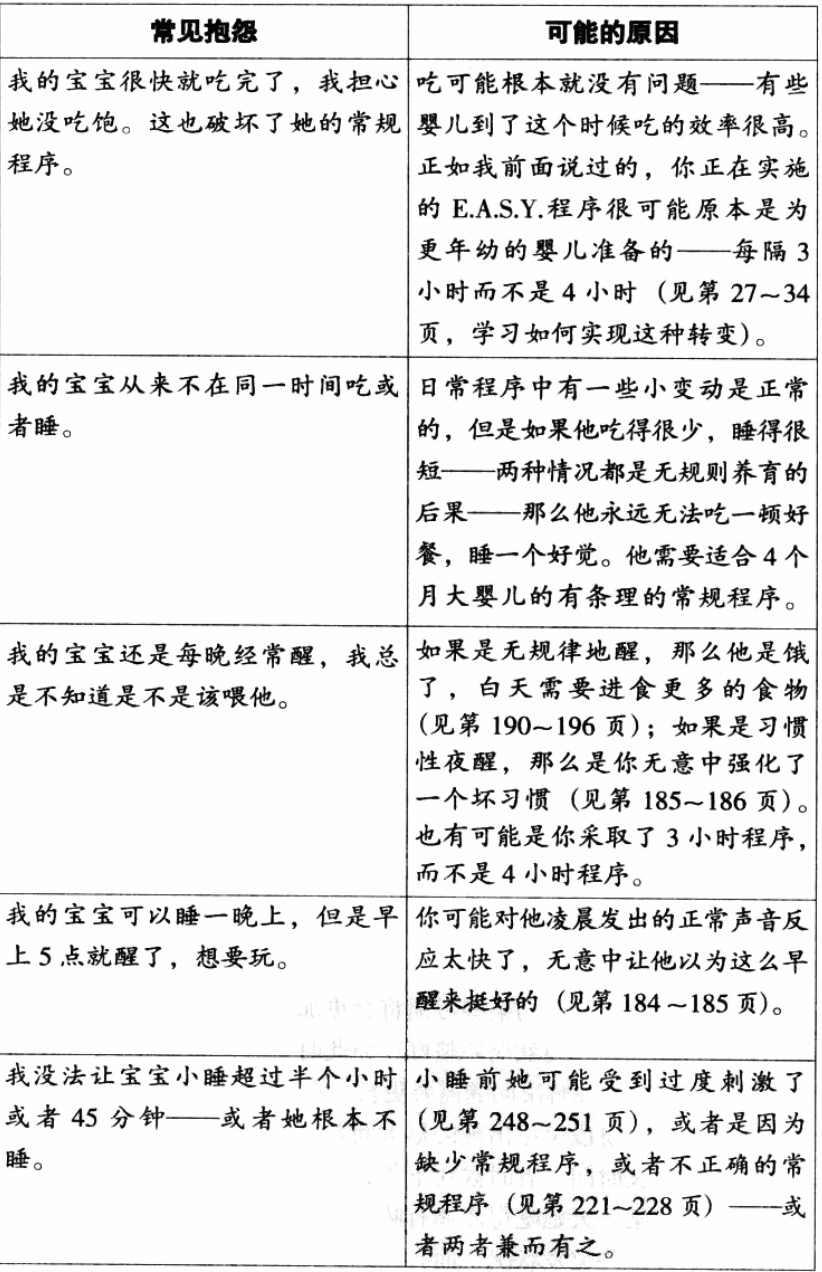 常见抱怨
可能的原因
我的宝宝很快就吃完了，我担心
她没吃饱。这也破坏了她的常规
程序。
吃可能根本就没有问题——有些
婴儿到了这个时候吃的效率很高。
正如我前面说过的，你正在实施
的 E.A.S.Y.程序很可能原本是为
更年幼的婴儿准备的——每隔 3
小时而不是 4 小时（见第 27~34
页，学习如何实现这种转变）。
我的宝宝从来不在同一时间吃或
者睡。
日常程序中有一些小变动是正常
的，但是如果他吃得很少，睡得很
短——两种情况都是无规则养育的
后果——那么他永远无法吃一顿好
餐，睡一个好觉。他需要适合 4 个
月大婴儿的有条理的常规程序。
我的宝宝还是每晚经常醒，我总
是不知道是不是该喂他。
如果是无规律地醒，那么他是饿
了，白天需要进食更多的食物
（见第 190~196 页）；如果是习惯
性夜醒，那么是你无意中强化了
一个坏习惯（见第 185~186 页）。
也有可能是你采取了 3 小时程序，
而不是 4 小时程序。
我的宝宝可以睡一晚上，但是早
上 5 点就醒了，想要玩。
你可能对他凌晨发出的正常声音反
应太快了，无意中让他以为这么早
醒来挺好的（见第 184 ~185 页）。
我没法让宝宝小睡超过半个小时
或者 45 分钟——或者她根本不
睡。
小睡前她可能受到过度刺激了
（见第 248~251 页），或者是因为
缺少常规程序，或者不正确的常
规程序（见第 221~228 页）——或
者两者兼而有之。